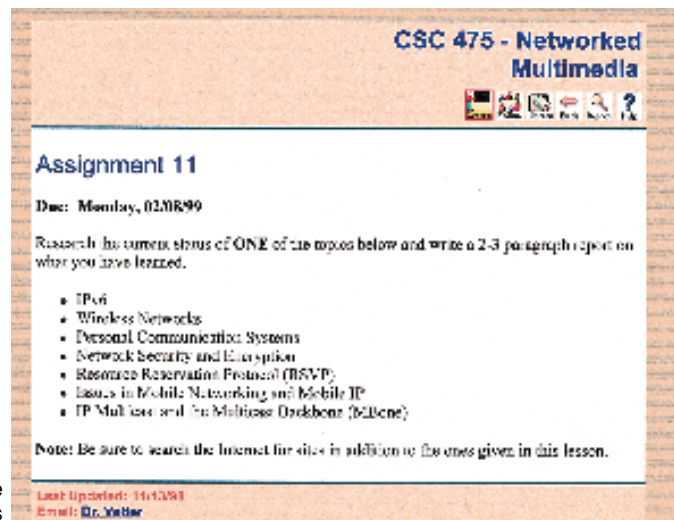 CSC 475 - Networked
Multimedia
Help
Assignment 11
Due: Monday, 02/08/99
Research the current status of ONE of the topics below and write a 2-3 paragraph report on
what you have learned.
• IPv6
• Wireless Networks
• Personal Communication Systems
• Network Security and Encryption
• Resource Reservation Protocol (RSVP)
• Issues in Mobile Networking and Mobile IP
• IP Multicast and the Multicast Backbone (MBone)
Note: Be sure to search the Internet for sites in addition to the ones given in this lesson.
e
Last Updated: 11/13/98
s
Email: Dr. Vetter